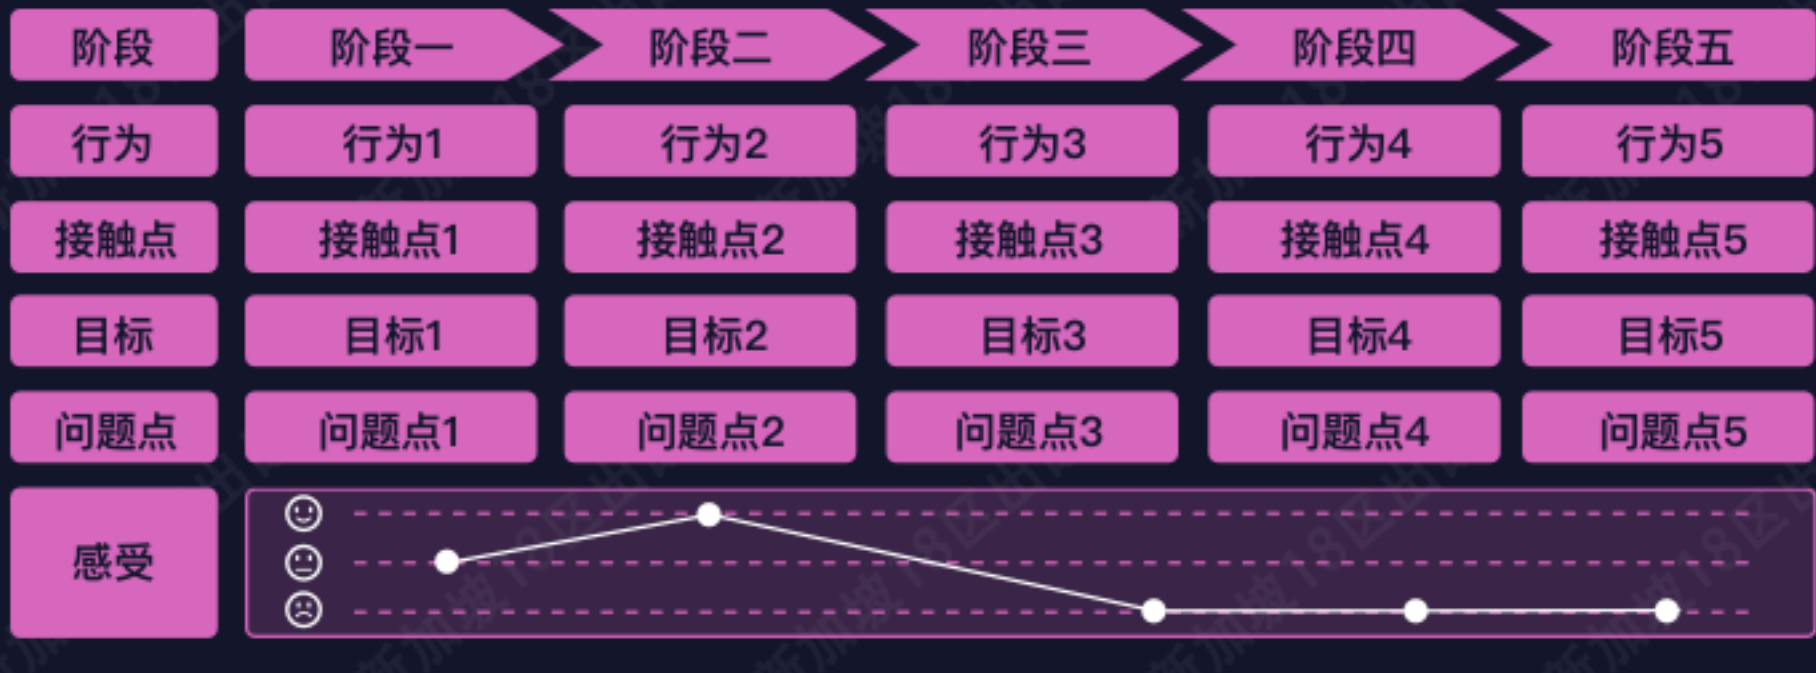 阶段 阶段一 阶段二 阶段三 阶段四 阶段五
行为 行为1 行为2 行为3 行为4 行为5
接触点 接触点1 接触点2 接触点3 接触点4 接触点5
目标 目标1 目标2 目标3 目标4 目标5
问题点 问题点1 问题点2 问题点3 问题点4 问题点5
感受